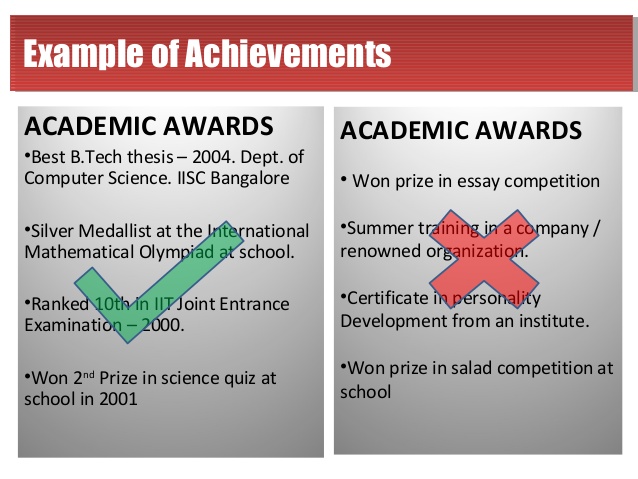 Example of Achievements
ACADEMIC AWARDS
•Best B.Tech thesis – 2004. Dept. of
Computer Science. IISC Bangalore
•Silver Medallist at the International
Mathematical Olympiad at school.
•Ranked 10th in IIT Joint Entrance
Examination – 2000.
•Won 2nd Prize in science quiz at
school in 2001
ACADEMIC AWARDS
• Won prize in essay competition
•Summer training in a company /
renowned organization.
•Certificate in personality
Development from an institute.
•Won prize in salad competition at
school